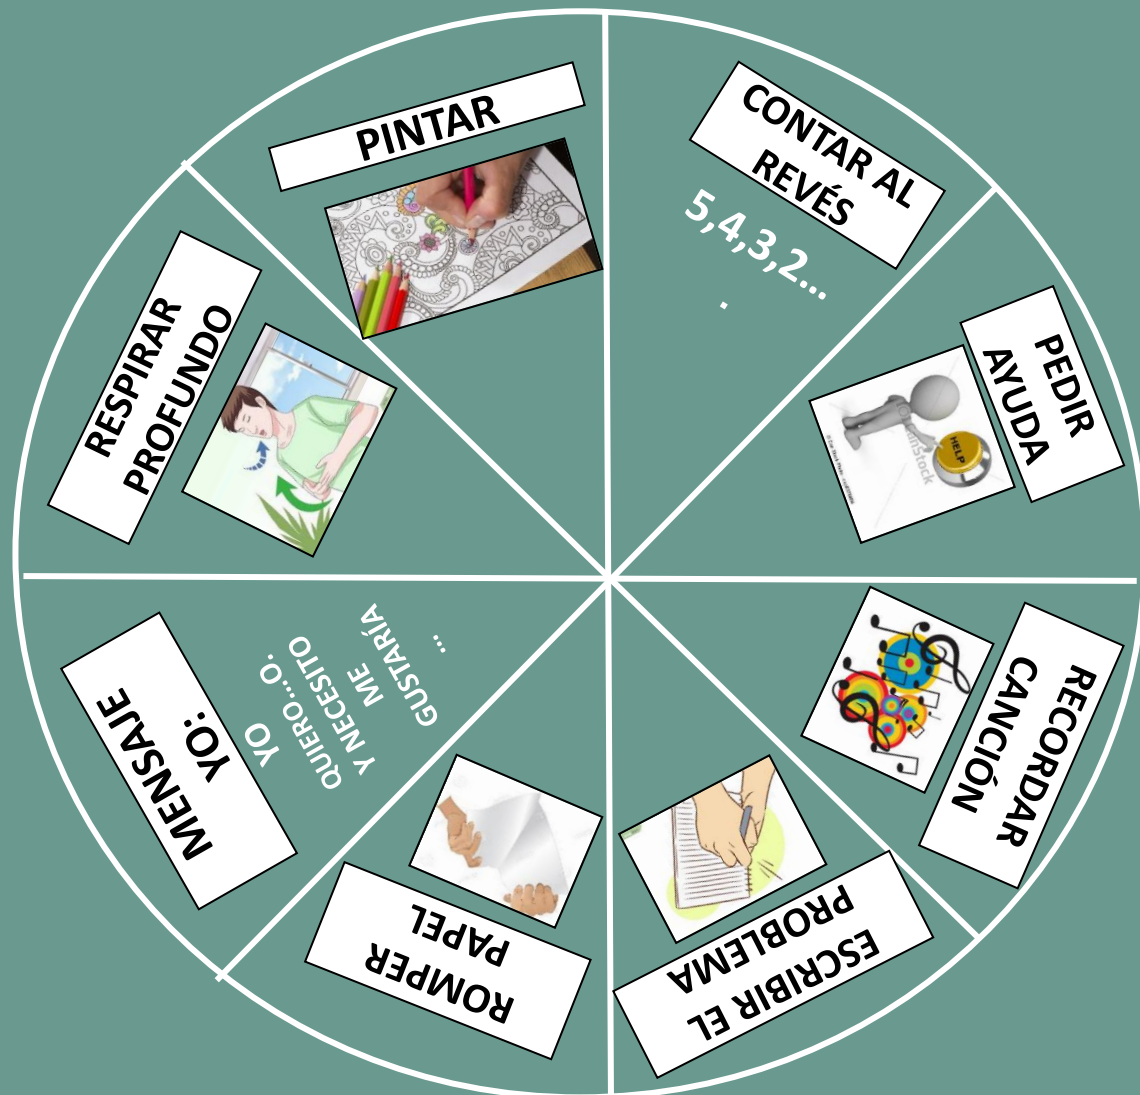 PINTAR
CONTAR AL
REVÉS
5,4,3,2...
.
PEDIR
AYUDA
HELP
RECORDAR
CANCIÓN
ESCRIBIR EL
PROBLEMA
ROMPER
PAPEL
MENSAJE
YO:
YO
QUIERO...O.
Y NECESITO
ME
GUSTARÍA
...
RESPIRAR
PROFUNDO